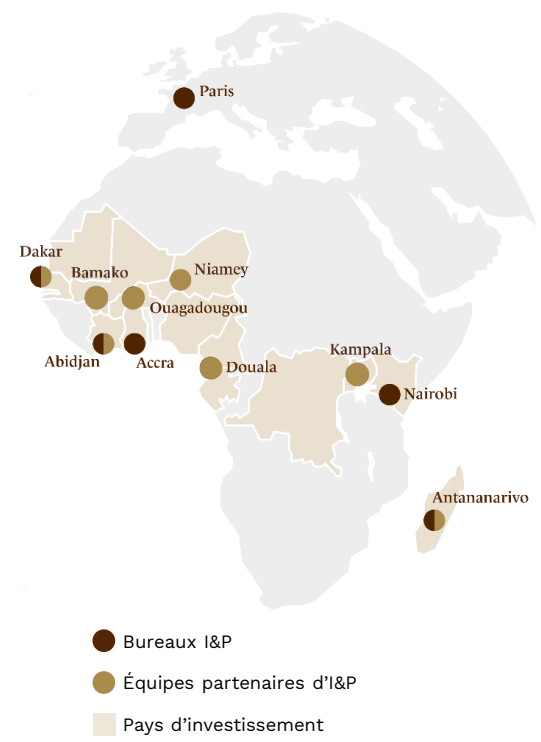 Paris
Dakar
Bamako
Niamey
Ouagadougou
Abidjan
Accra
Kampala
Douala
Nairobi
Antananarivo
Bureaux I&P
Équipes partenaires d’I&P
Pays d’investissement